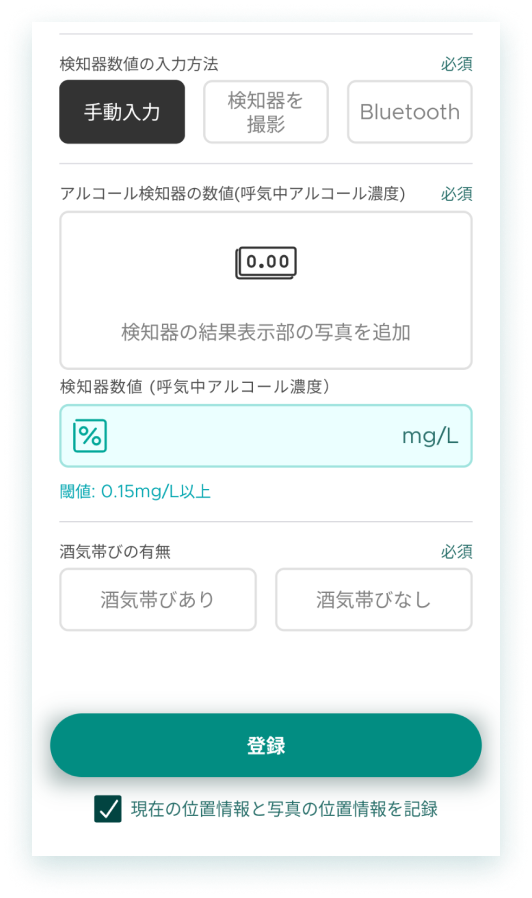 検知器数値の入力方法 必須
手動入力 検知器を撮影 Bluetooth
アルコール検知器の数値(呼気中アルコール濃度) 必須
0.00
検知器の結果表示部の写真を追加
検知器数値 (呼気中アルコール濃度)
% mg/L
閾値: 0.15mg/L以上
酒気帯びの有無 必須
酒気帯びあり 酒気帯びなし
登録
現在の位置情報と写真の位置情報を記録